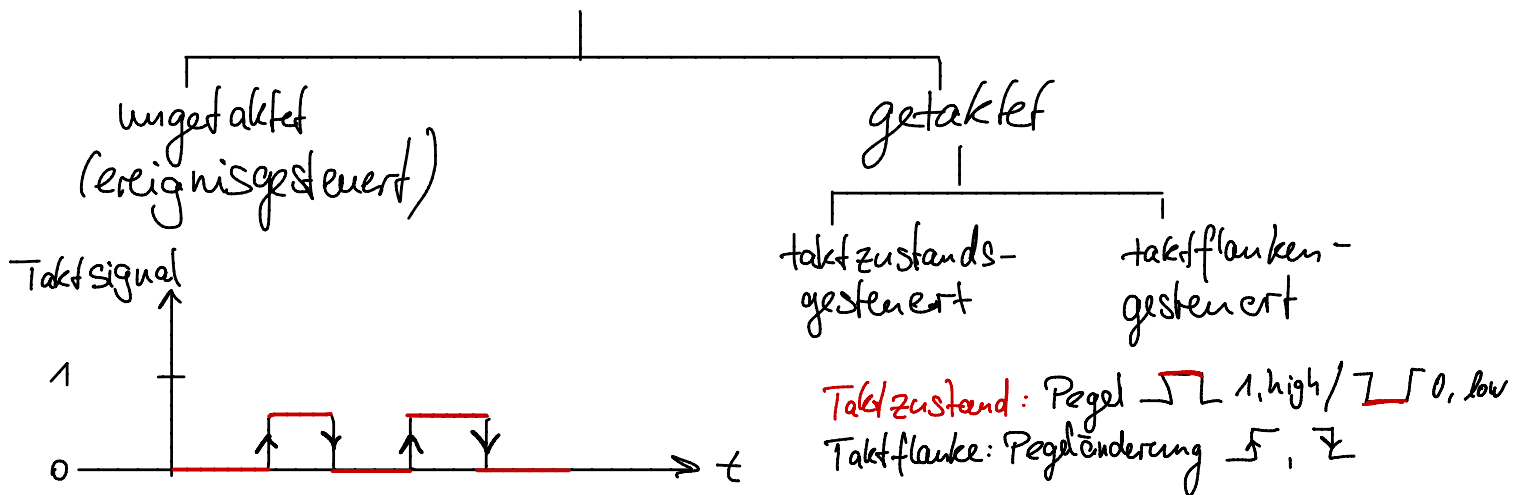 ungetaktet
(ereignisgesteuert)
getaktet
taktzustands-
gesteuert
taktflanken-
gesteuert
Taktsignal
1
0
t
Taktzustand: Pegel 1, high / 0, low
Taktflanke: Pegeländerung ,